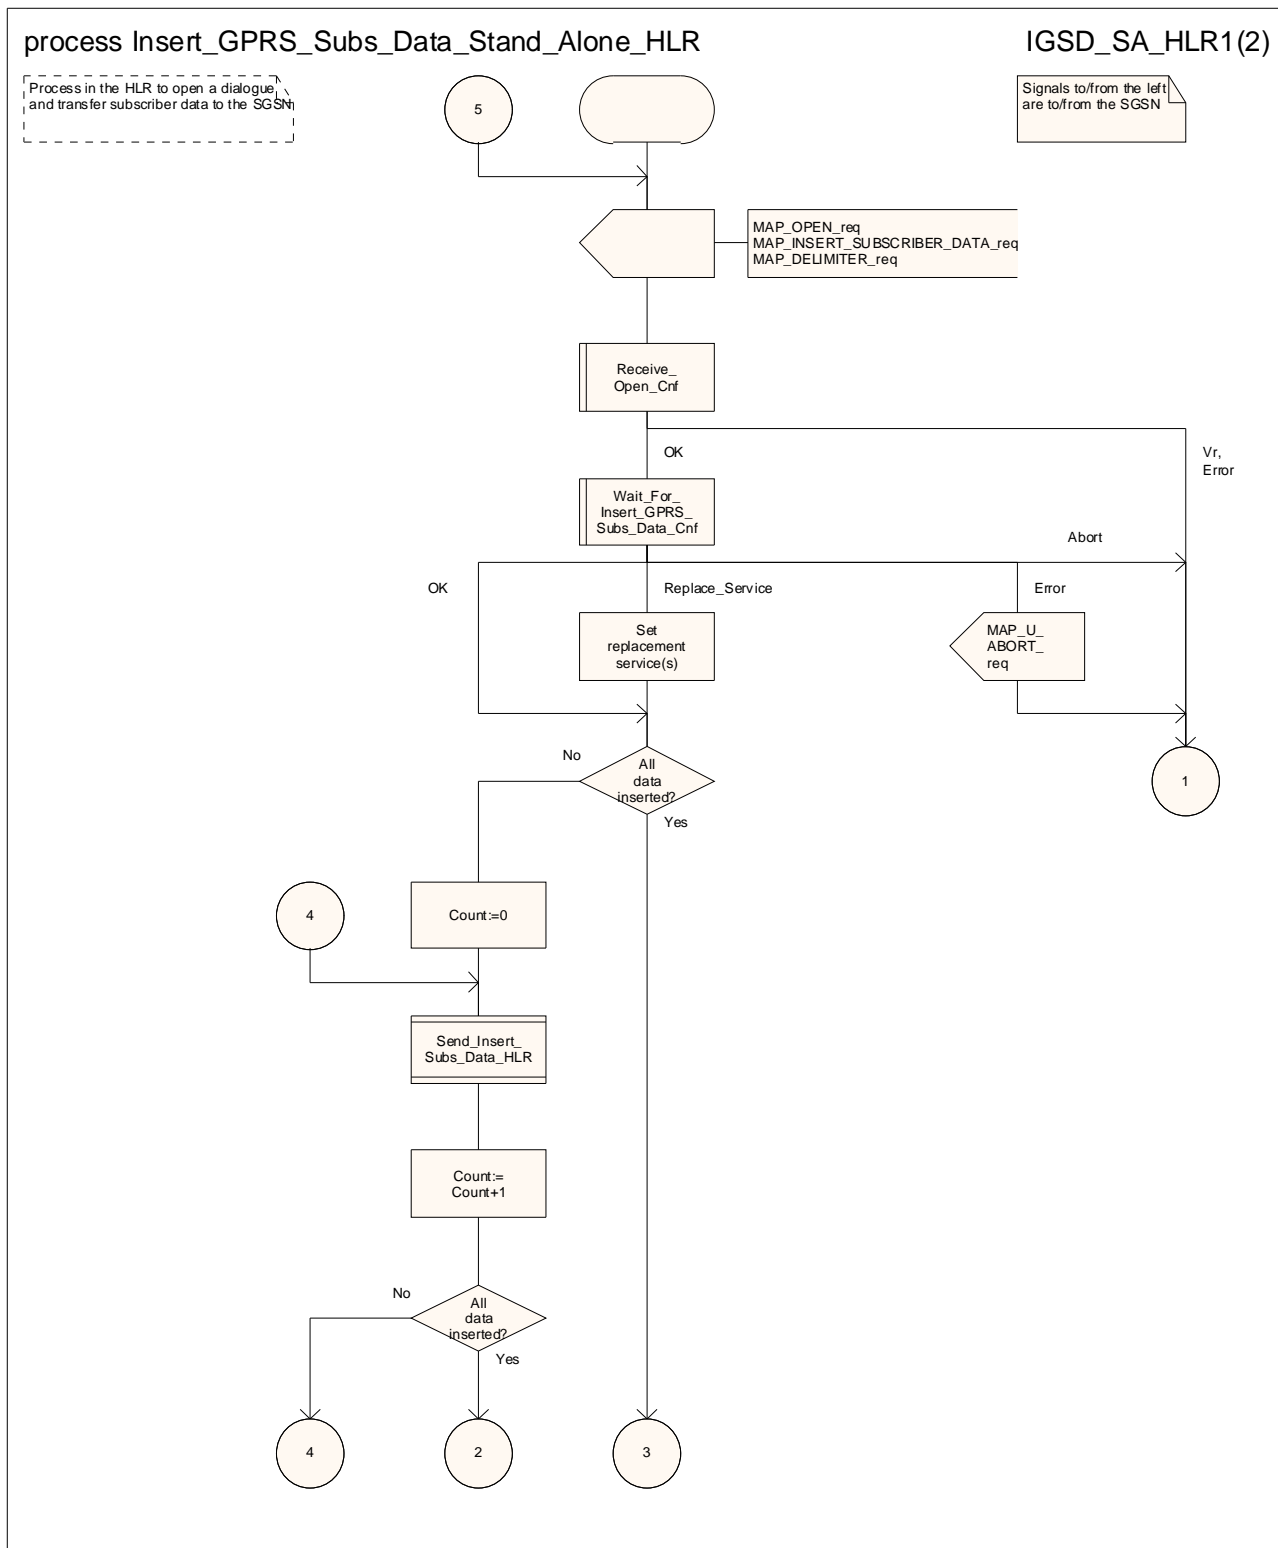 process Insert_GPRS_Subs_Data_Stand_Alone_HLR
IGSD_SA_HLR1(2)
Process in the HLR to open a dialogue
and transfer subscriber data to the SGSN
5
Signals to/from the left
are to/from the SGSN
MAP_OPEN_req
MAP_INSERT_SUBSCRIBER_DATA_req
MAP_DELIMITER_req
Receive_
Open_Cnf
OK
Vr,
Error
Wait_For_
Insert_GPRS_
Subs_Data_Cnf
Abort
OK
Replace_Service
Error
Set
replacement
service(s)
MAP_U_
ABORT_
req
No
All
data
inserted?
Yes
1
4
Count:=0
Send_Insert_
Subs_Data_HLR
Count:=
Count+1
No
All
data
inserted?
Yes
4
2
3